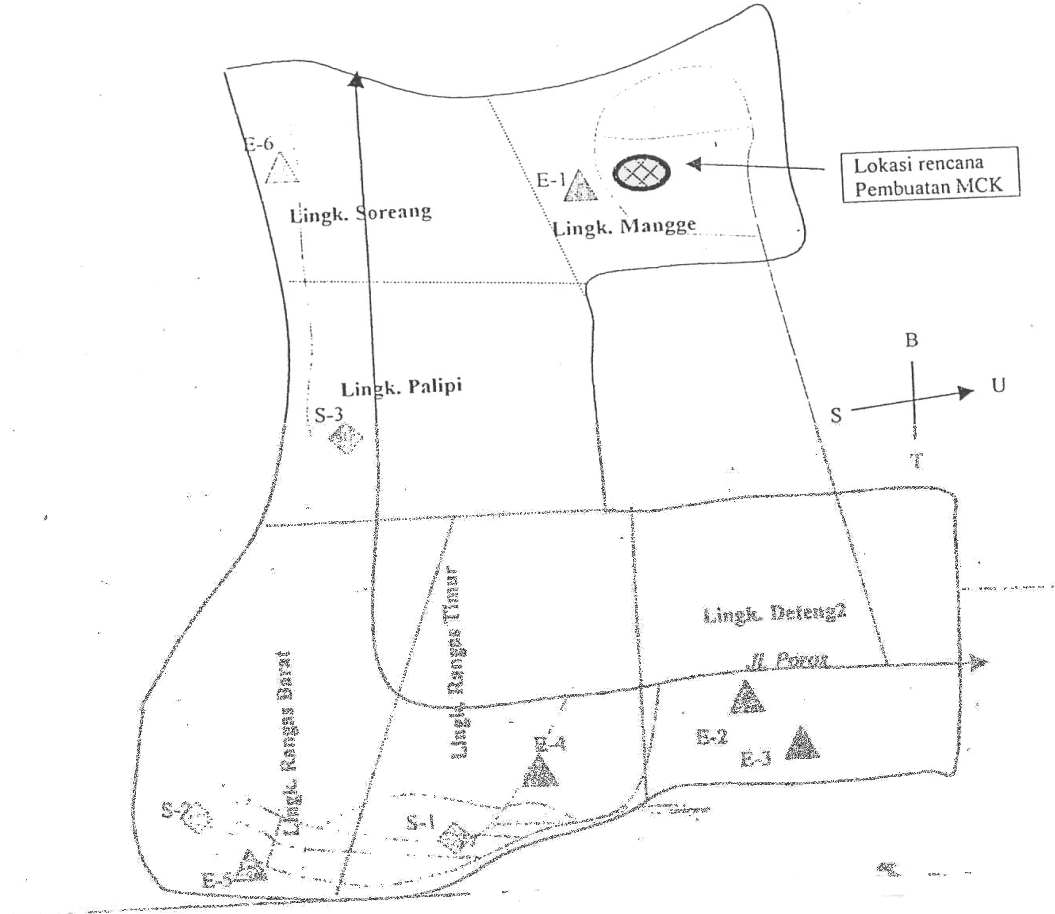 E-6
E-1
Lokasi rencana
Pembuatan MCK
Lingk. Soreang
Lingk. Mangge
B
U
S
T
Lingk. Palipi
S-3
Lingk. Rangas Timur
Lingk. Deteng2
Jl. Poros
Lingk. Rangas Barat
E-2
E-4
E-3
S-2
S-1
E-5